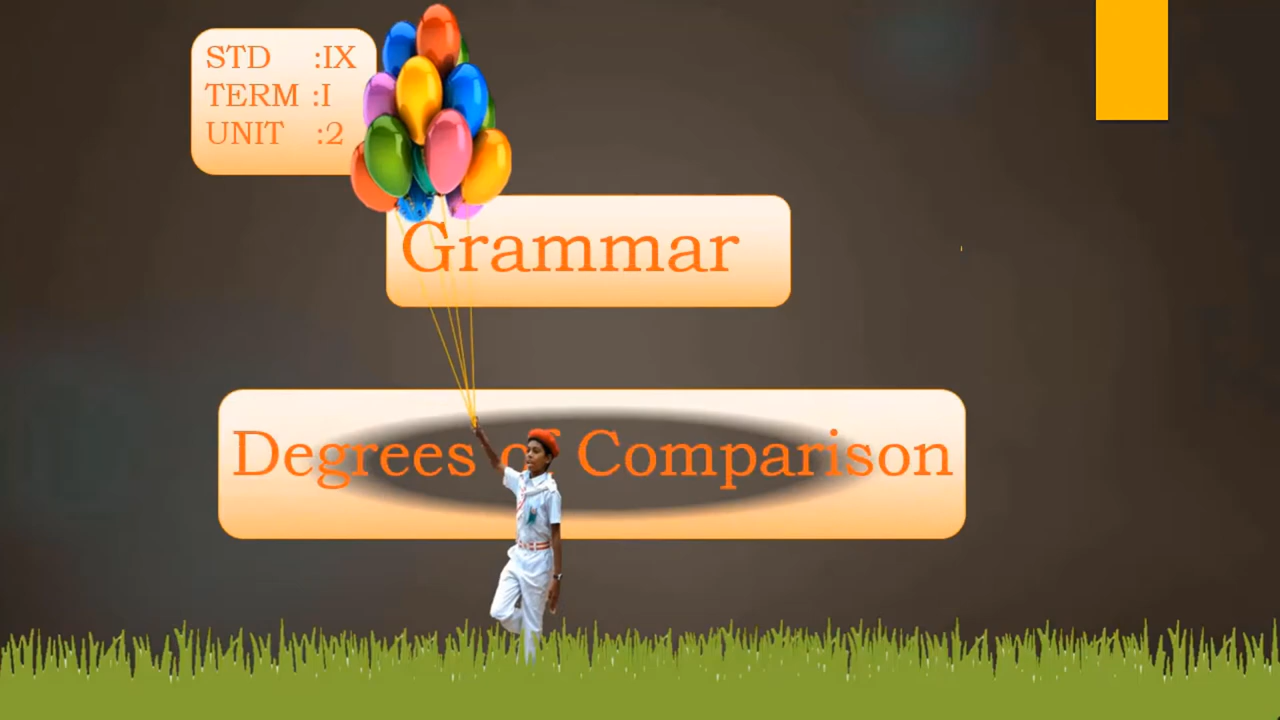 STD :IX
TERM :I
UNIT :2
Grammar
Degrees of Comparison